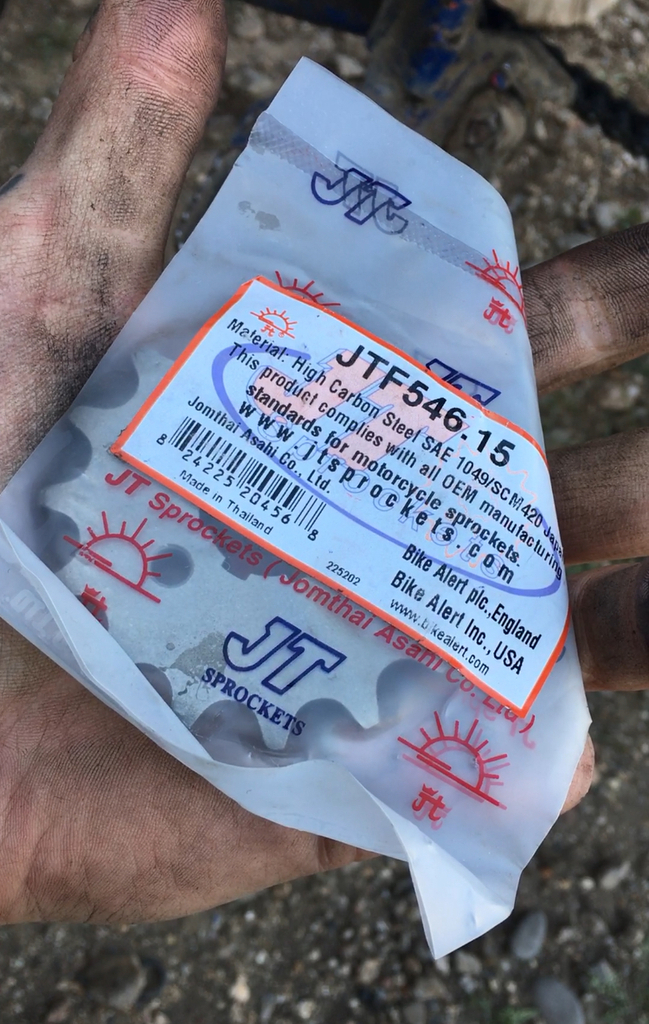 JT
jt
jt
JT
JTF546.15
Material: High Carbon Steel SAE 1049/SCM420 Japan
This product complies with all OEM manufacturing
standards for motorcycle sprockets.
www.jtsprockets.com
Jomthai Asahi Co., Ltd.
8 24225 20456 8
Made in Thailand
225202
Bike Alert plc.,England
Bike Alert Inc., USA
www.bikealert.com
JT Sprockets (Jomthai Asahi Co. Ltd)
jt
JT
SPROCKETS
jt